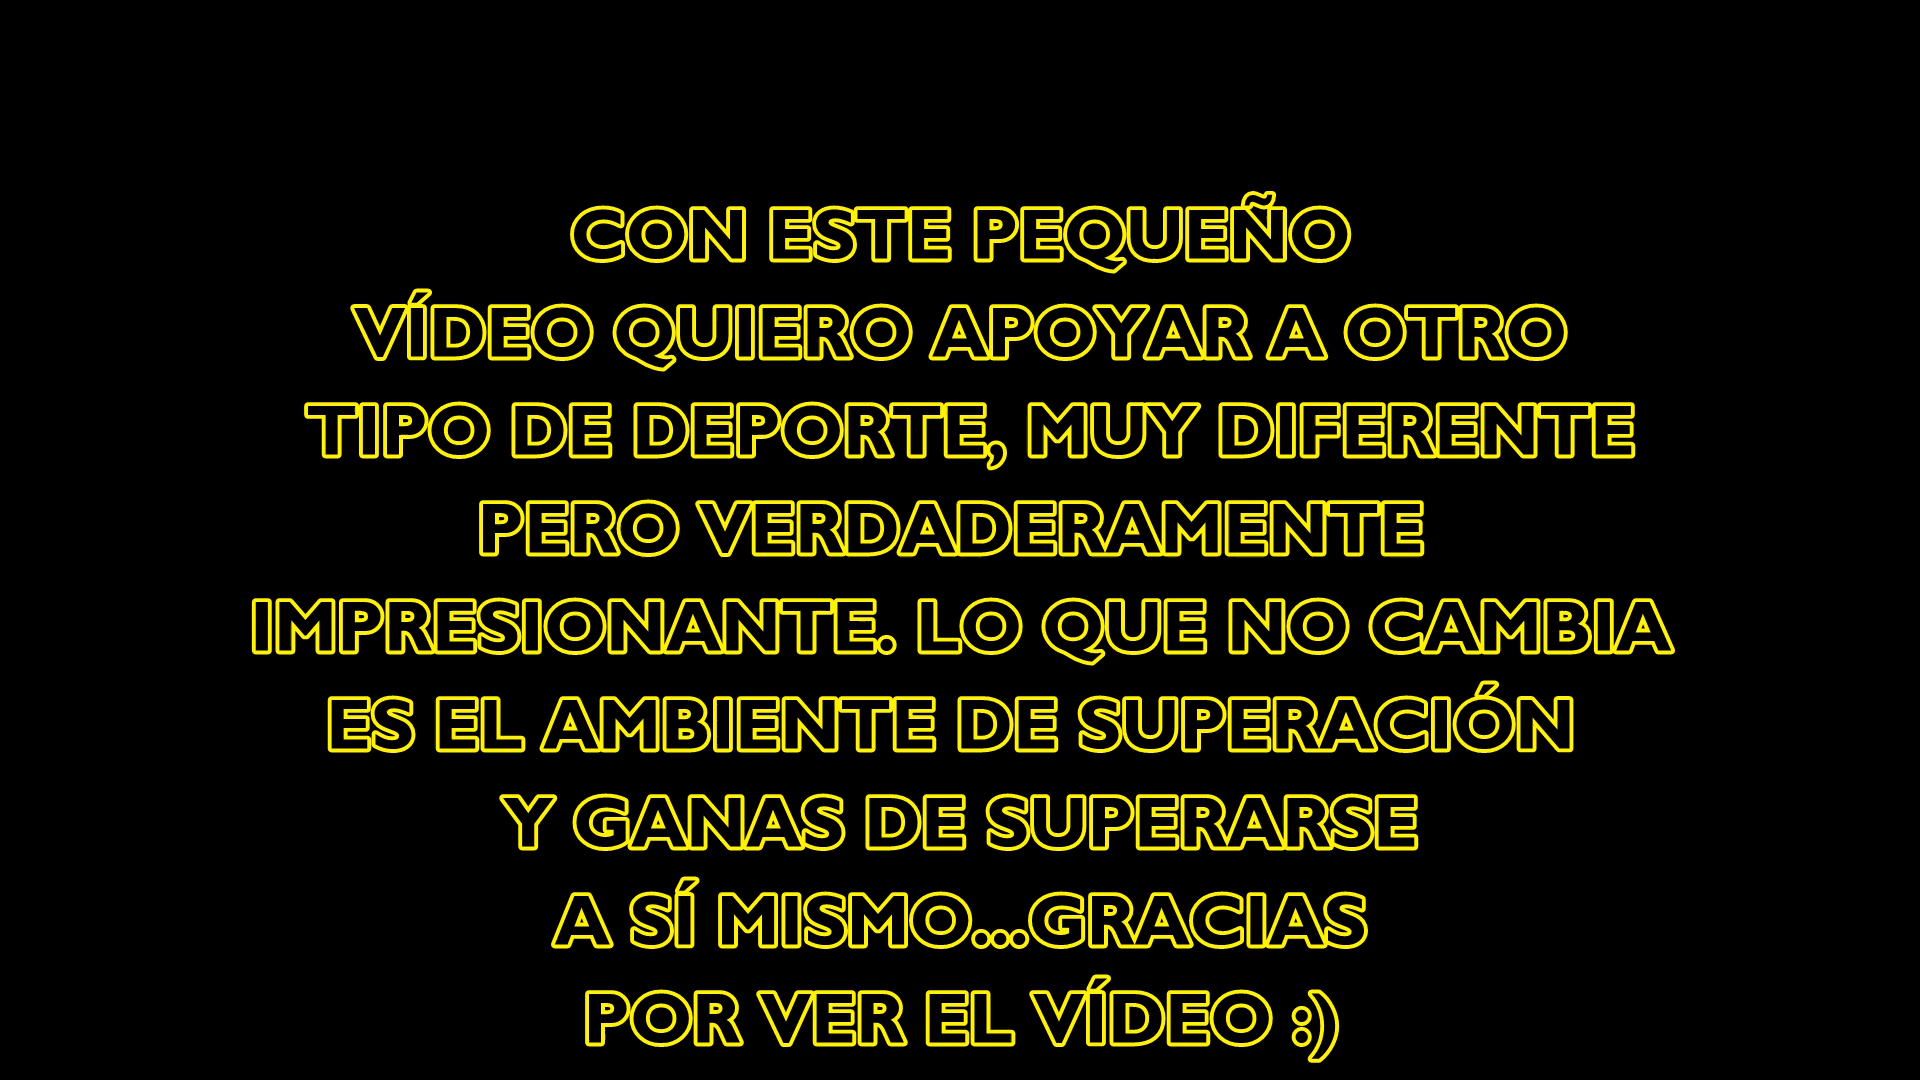 CON ESTE PEQUEÑO
VÍDEO QUIERO APOYAR A OTRO
TIPO DE DEPORTE, MUY DIFERENTE
PERO VERDADERAMENTE
IMPRESIONANTE. LO QUE NO CAMBIA
ES EL AMBIENTE DE SUPERACIÓN
Y GANAS DE SUPERARSE
A SÍ MISMO...GRACIAS
POR VER EL VÍDEO :)